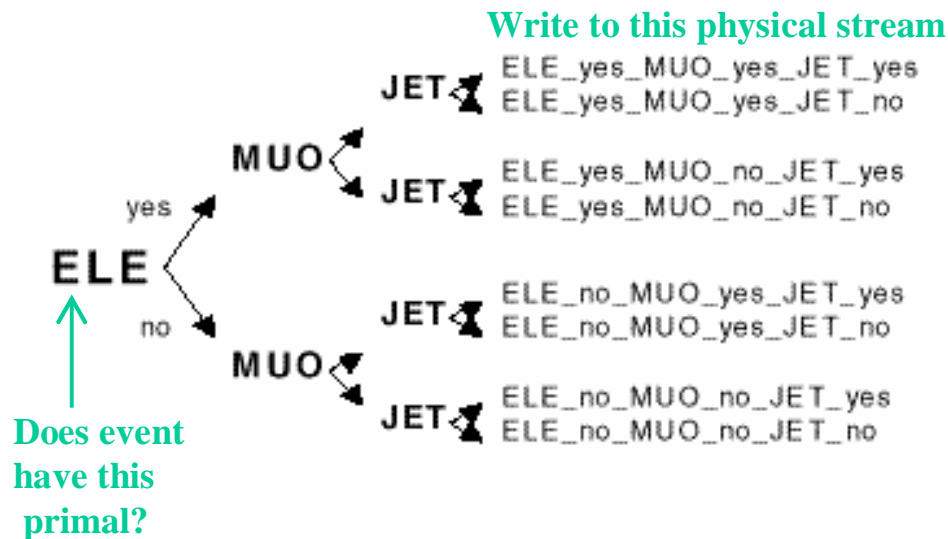 Write to this physical stream
ELE_yes_MUO_yes_JET_yes
JET
ELE_yes_MUO_yes_JET_no
MUO
ELE_yes_MUO_no_JET_yes
JET
ELE_yes_MUO_no_JET_no
yes
ELE
ELE_no_MUO_yes_JET_yes
JET
ELE_no_MUO_yes_JET_no
no
MUO
ELE_no_MUO_no_JET_yes
JET
ELE_no_MUO_no_JET_no
Does event
have this
primal?